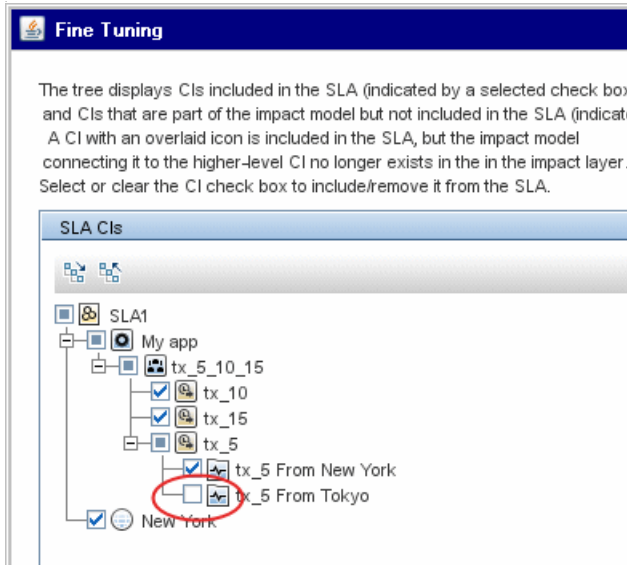 Fine Tuning
The tree displays CIs included in the SLA (indicated by a selected check box
and CIs that are part of the impact model but not included in the SLA (indicat
A CI with an overlaid icon is included in the SLA, but the impact model
connecting it to the higher-level CI no longer exists in the in the impact layer.
Select or clear the CI check box to include/remove it from the SLA.
SLA CIs
SLA1
My app
tx_5_10_15
tx_10
tx_15
tx_5
tx_5 From New York
tx_5 From Tokyo
New York